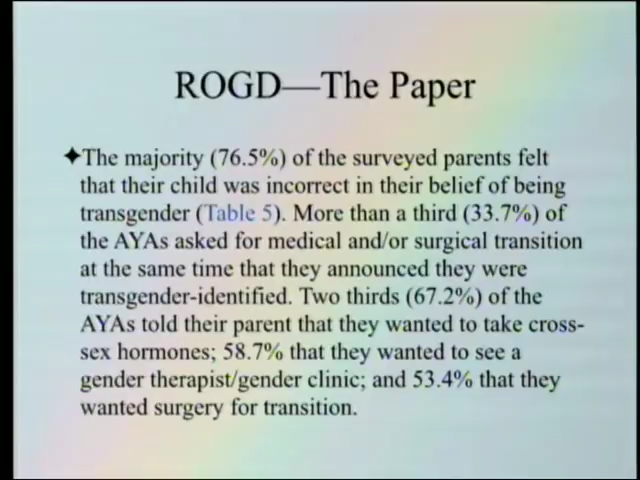 ROGD—The Paper
✦The majority (76.5%) of the surveyed parents felt
that their child was incorrect in their belief of being
transgender (Table 5). More than a third (33.7%) of
the AYAs asked for medical and/or surgical transition
at the same time that they announced they were
transgender-identified. Two thirds (67.2%) of the
AYAs told their parent that they wanted to take cross-
sex hormones; 58.7% that they wanted to see a
gender therapist/gender clinic; and 53.4% that they
wanted surgery for transition.